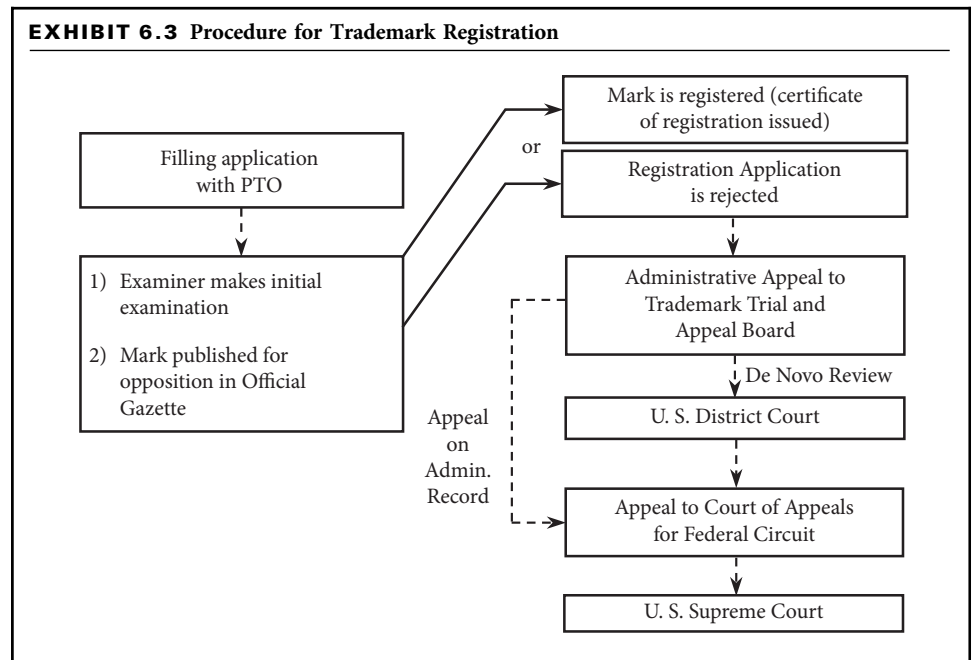 EXHIBIT 6.3 Procedure for Trademark Registration
Filling application
with PTO
1) Examiner makes initial
examination
2) Mark published for
opposition in Official
Gazette
Mark is registered (certificate
of registration issued)
or
Registration Application
is rejected
Administrative Appeal to
Trademark Trial and
Appeal Board
De Novo Review
U. S. District Court
Appeal
on
Admin.
Record
Appeal to Court of Appeals
for Federal Circuit
U. S. Supreme Court